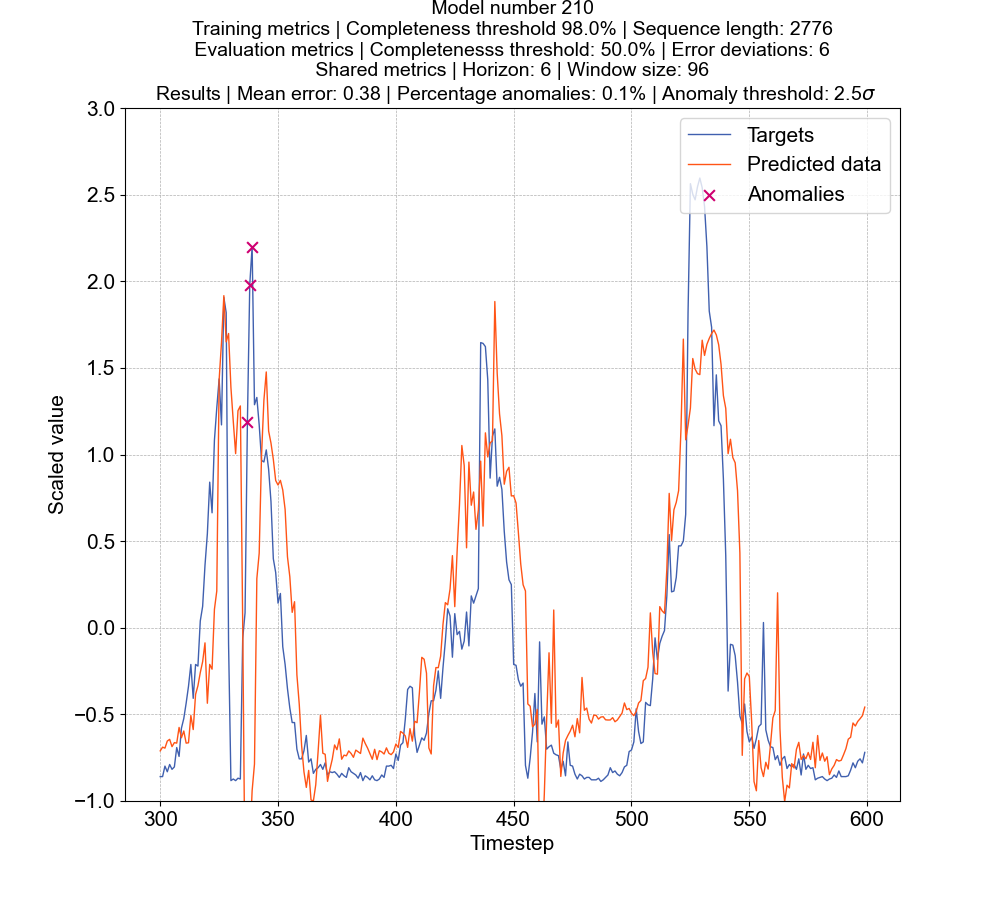 Model number 210
Training metrics | Completeness threshold 98.0% | Sequence length: 2776
Evaluation metrics | Completenesss threshold: 50.0% | Error deviations: 6
Shared metrics | Horizon: 6 | Window size: 96
Results | Mean error: 0.38 | Percentage anomalies: 0.1% | Anomaly threshold: 2.5σ
Targets
Predicted data
Anomalies
Scaled value
3.0
2.5
2.0
1.5
1.0
0.5
0.0
−0.5
−1.0
300 350 400 450 500 550 600
Timestep